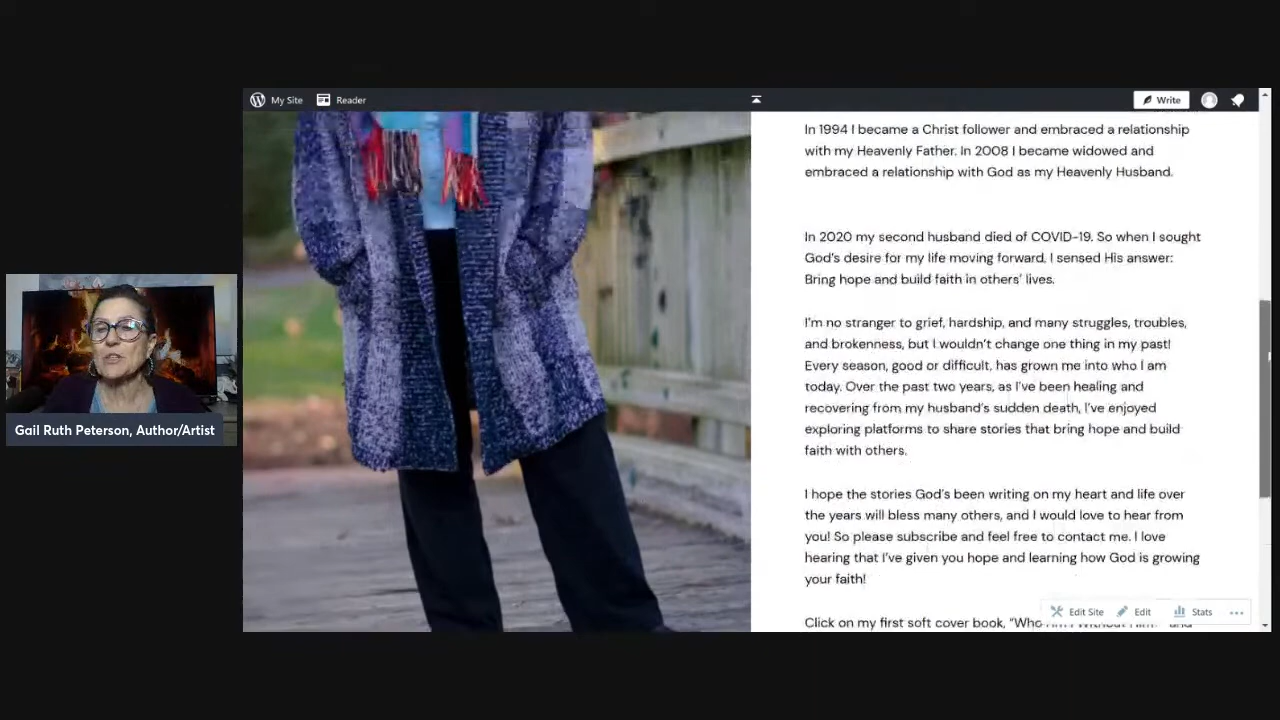 My Site
Reader
Write
In 1994 I became a Christ follower and embraced a relationship
with my Heavenly Father. In 2008 I became widowed and
embraced a relationship with God as my Heavenly Husband.
In 2020 my second husband died of COVID-19. So when I sought
God's desire for my life moving forward, I sensed His answer:
Bring hope and build faith in others' lives.
I'm no stranger to grief, hardship, and many struggles, troubles,
and brokenness, but I wouldn't change one thing in my past!
Every season, good or difficult, has grown me into who I am
today. Over the past two years, as I've been healing and
recovering from my husband's sudden death, I've enjoyed
exploring platforms to share stories that bring hope and build
faith with others.
I hope the stories God's been writing on my heart and life over
the years will bless many others, and I would love to hear from
you! So please subscribe and feel free to contact me. I love
hearing that I've given you hope and learning how God is growing
your faith!
Edit Site
Edit
Stats
Click on my first soft cover book, "Who
Gail Ruth Peterson, Author/Artist